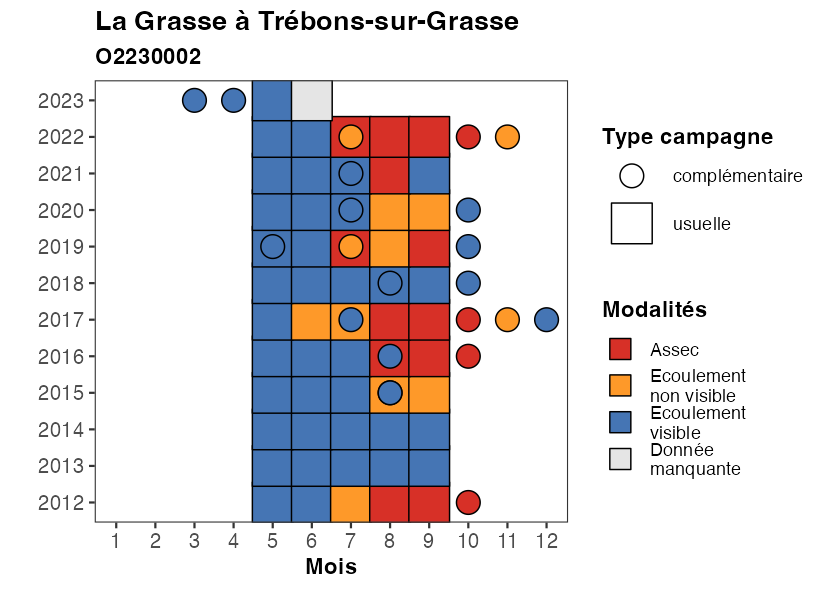 La Grasse à Trébons-sur-Grasse
O2230002
2023
2022
2021
2020
2019
2018
2017
2016
2015
2014
2013
2012
1 2 3 4 5 6 7 8 9 10 11 12
Mois
Type campagne
complémentaire
usuelle
Modalités
Assec
Ecoulement
non visible
Ecoulement
visible
Donnée
manquante